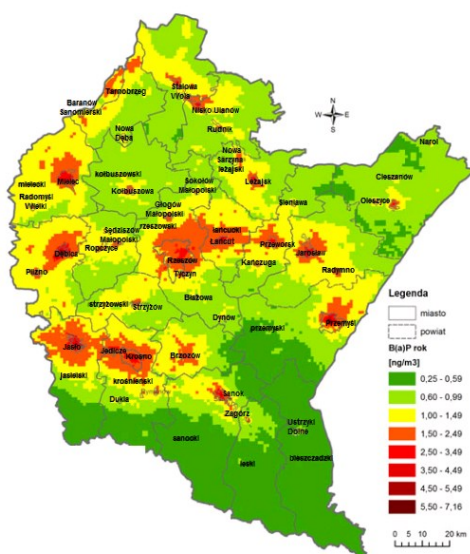 Tarnobrzeg
Stalowa
Wola
Baranów
Sandomierski
Nisko
Ulanów
Nowa
Dęba
Rudnik
N
W
E
S
Narol
Cieszanów
Oleszyce
mielecki
Mielec
Radomyśl
Wielki
kolbuszowski
Kolbuszowa
Sokołów
Małopolski
Nowa
Sarzyna
leżajski
Leżajsk
Sieniawa
Głogów
Małopolski
rzeszowski
Sędziszów
Małopolski
Ropczyce
Dębica
Pilzno
łańcucki
Łańcut
Przeworsk
Jarosław
Rzeszów
Tyczyn
Kańczuga
Radymno
strzyżowski
Strzyżów
Błażowa
Dynów
przemyski
Przemyśl
Jasło
Jedlicze
Krosno
Brzozów
jasielski
krośnieński
Dukla
Rymanów
Sanok
Zagórz
sanocki
leski
Ustrzyki
Dolne
bieszczadzki
Legenda
miasto
powiat
B(a)P rok
[ng/m3]
0,25 - 0,59
0,60 - 0,99
1,00 - 1,49
1,50 - 2,49
2,50 - 3,49
3,50 - 4,49
4,50 - 5,49
5,50 - 7,16
0 5 10 20 km